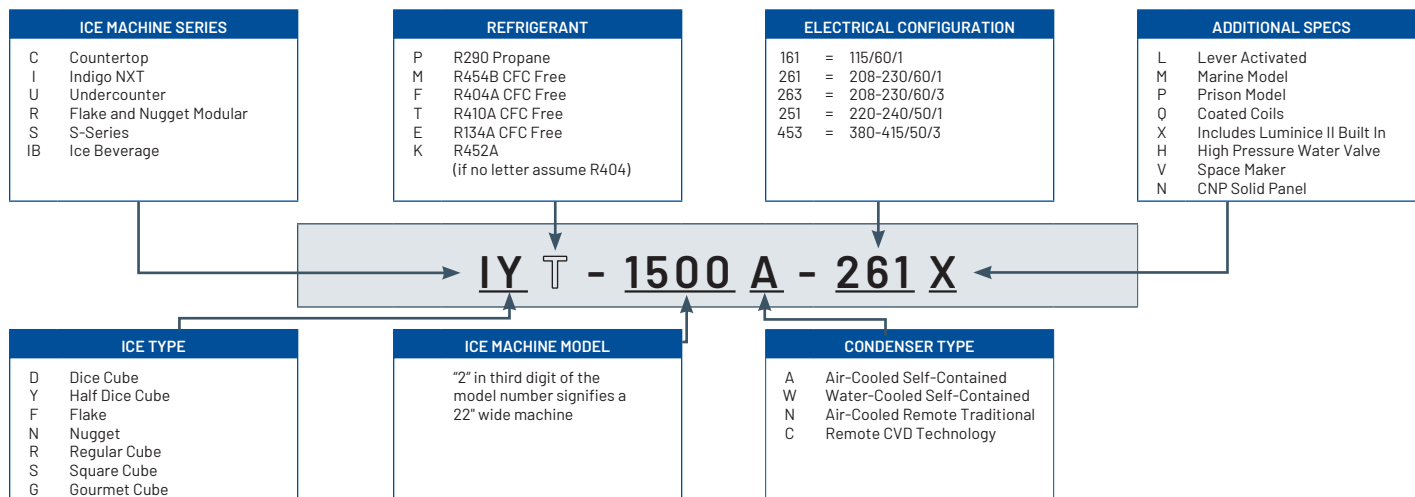 ICE MACHINE SERIES
C Countertop
I Indigo NXT
U Undercounter
R Flake and Nugget Modular
S S-Series
IB Ice Beverage
REFRIGERANT
P R290 Propane
M R454B CFC Free
F R404A CFC Free
T R410A CFC Free
E R134A CFC Free
K R452A
(if no letter assume R404)
ELECTRICAL CONFIGURATION
161 = 115/60/1
261 = 208-230/60/1
263 = 208-230/60/3
251 = 220-240/50/1
453 = 380-415/50/3
ADDITIONAL SPECS
L Lever Activated
M Marine Model
P Prison Model
Q Coated Coils
X Includes Luminice II Built In
H High Pressure Water Valve
V Space Maker
N CNP Solid Panel
IY T - 1500 A - 261 X
ICE TYPE
D Dice Cube
Y Half Dice Cube
F Flake
N Nugget
R Regular Cube
S Square Cube
G Gourmet Cube
ICE MACHINE MODEL
"2" in third digit of the
model number signifies a
22" wide machine
CONDENSER TYPE
A Air-Cooled Self-Contained
W Water-Cooled Self-Contained
N Air-Cooled Remote Traditional
C Remote CVD Technology